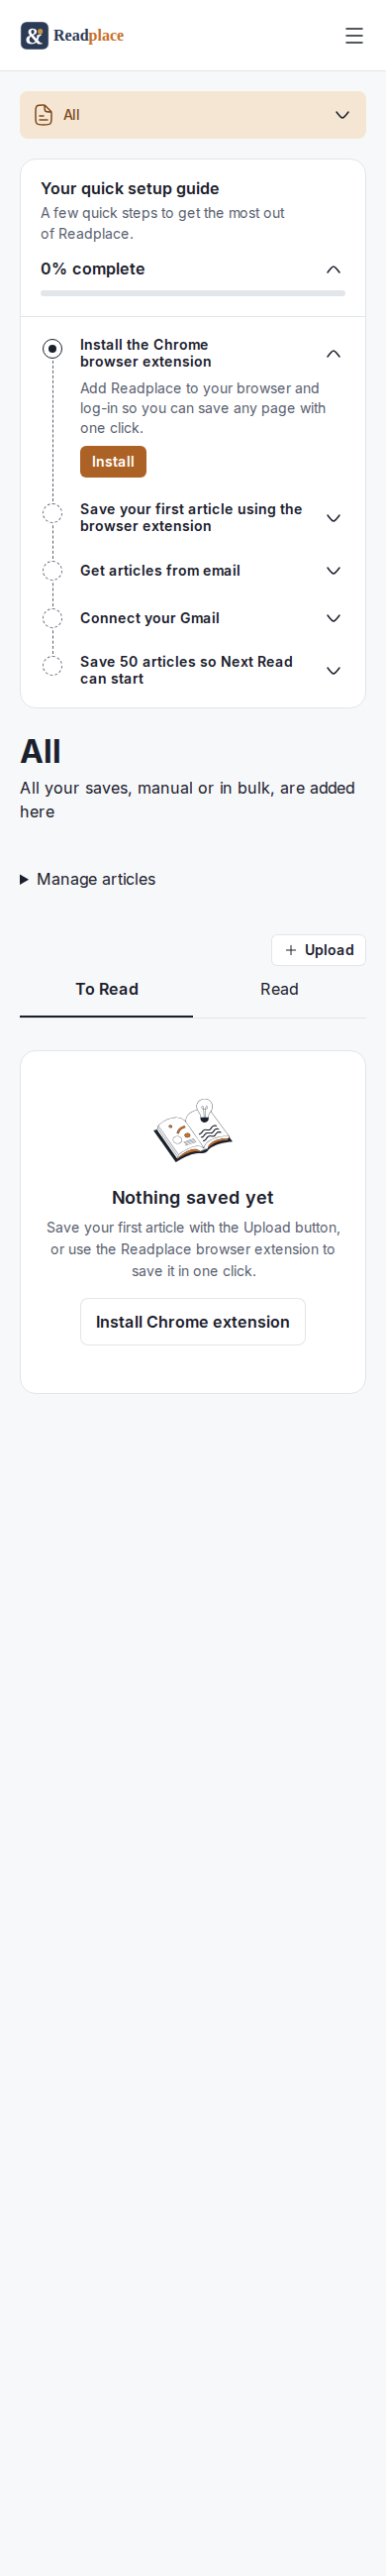 & Readplace
All
Your quick setup guide
A few quick steps to get the most out
of Readplace.
0% complete
Install the Chrome
browser extension
Add Readplace to your browser and
log-in so you can save any page with
one click.
Install
Save your first article using the
browser extension
Get articles from email
Connect your Gmail
Save 50 articles so Next Read
can start
All
All your saves, manual or in bulk, are added
here
Manage articles
Upload
To Read
Read
Nothing saved yet
Save your first article with the Upload button,
or use the Readplace browser extension to
save it in one click.
Install Chrome extension